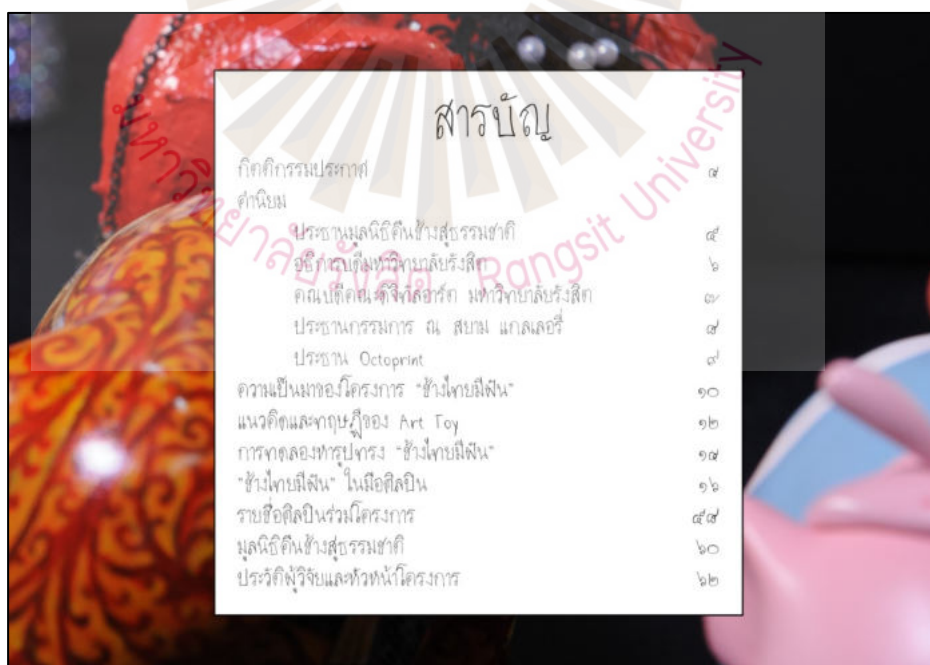 สารบัญ
กิตติกรรมประกาศ ๔
คำนิยม
ประธานมูลนิธิคืนช้างสู่ธรรมชาติ ๕
อธิการบดีมหาวิทยาลัยรังสิต ๖
คณบดีคณะดิจิทัลอาร์ต มหาวิทยาลัยรังสิต ๗
ประธานกรรมการ ณ สยาม แกลเลอรี่ ๘
ประธาน Octoprint ๙
ความเป็นมาของโครงการ "ช้างไทยมีฝัน" ๑๐
แนวคิดและทฤษฎีของ Art Toy ๑๒
การทดลองทำรูปทรง "ช้างไทยมีฝัน" ๑๔
"ช้างไทยมีฝัน" ในมือศิลปิน ๑๖
รายชื่อศิลปินร่วมโครงการ ๕๘
มูลนิธิคืนช้างสู่ธรรมชาติ ๖๐
ประวัติผู้วิจัยและหัวหน้าโครงการ ๖๒
มหาวิทยาลัยรังสิต Rangsit University